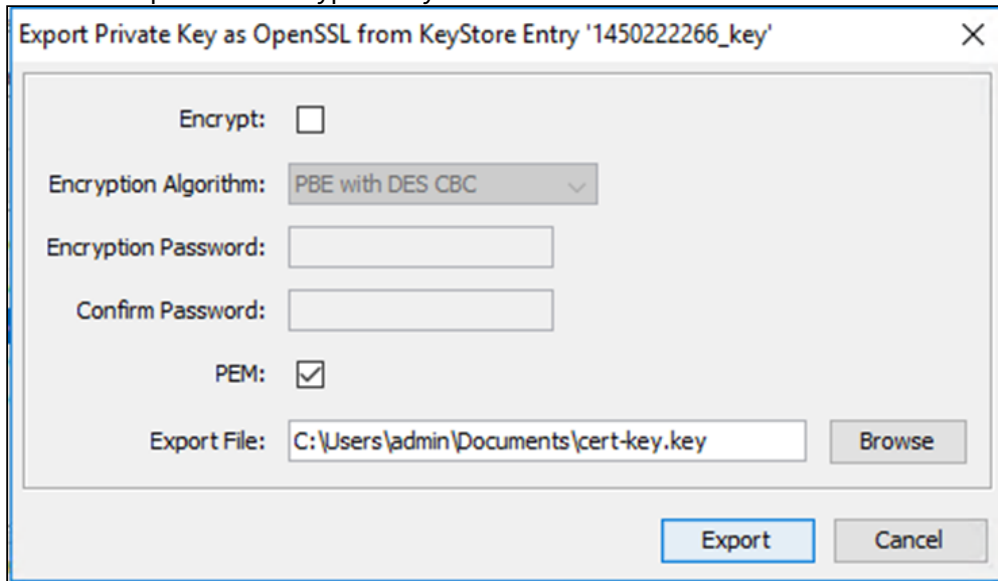 Export Private Key as OpenSSL from KeyStore Entry '1450222266_key'
Encrypt:
Encryption Algorithm: PBE with DES CBC
Encryption Password:
Confirm Password:
PEM:
Export File: C:\Users\admin\Documents\cert-key.key Browse
Export Cancel